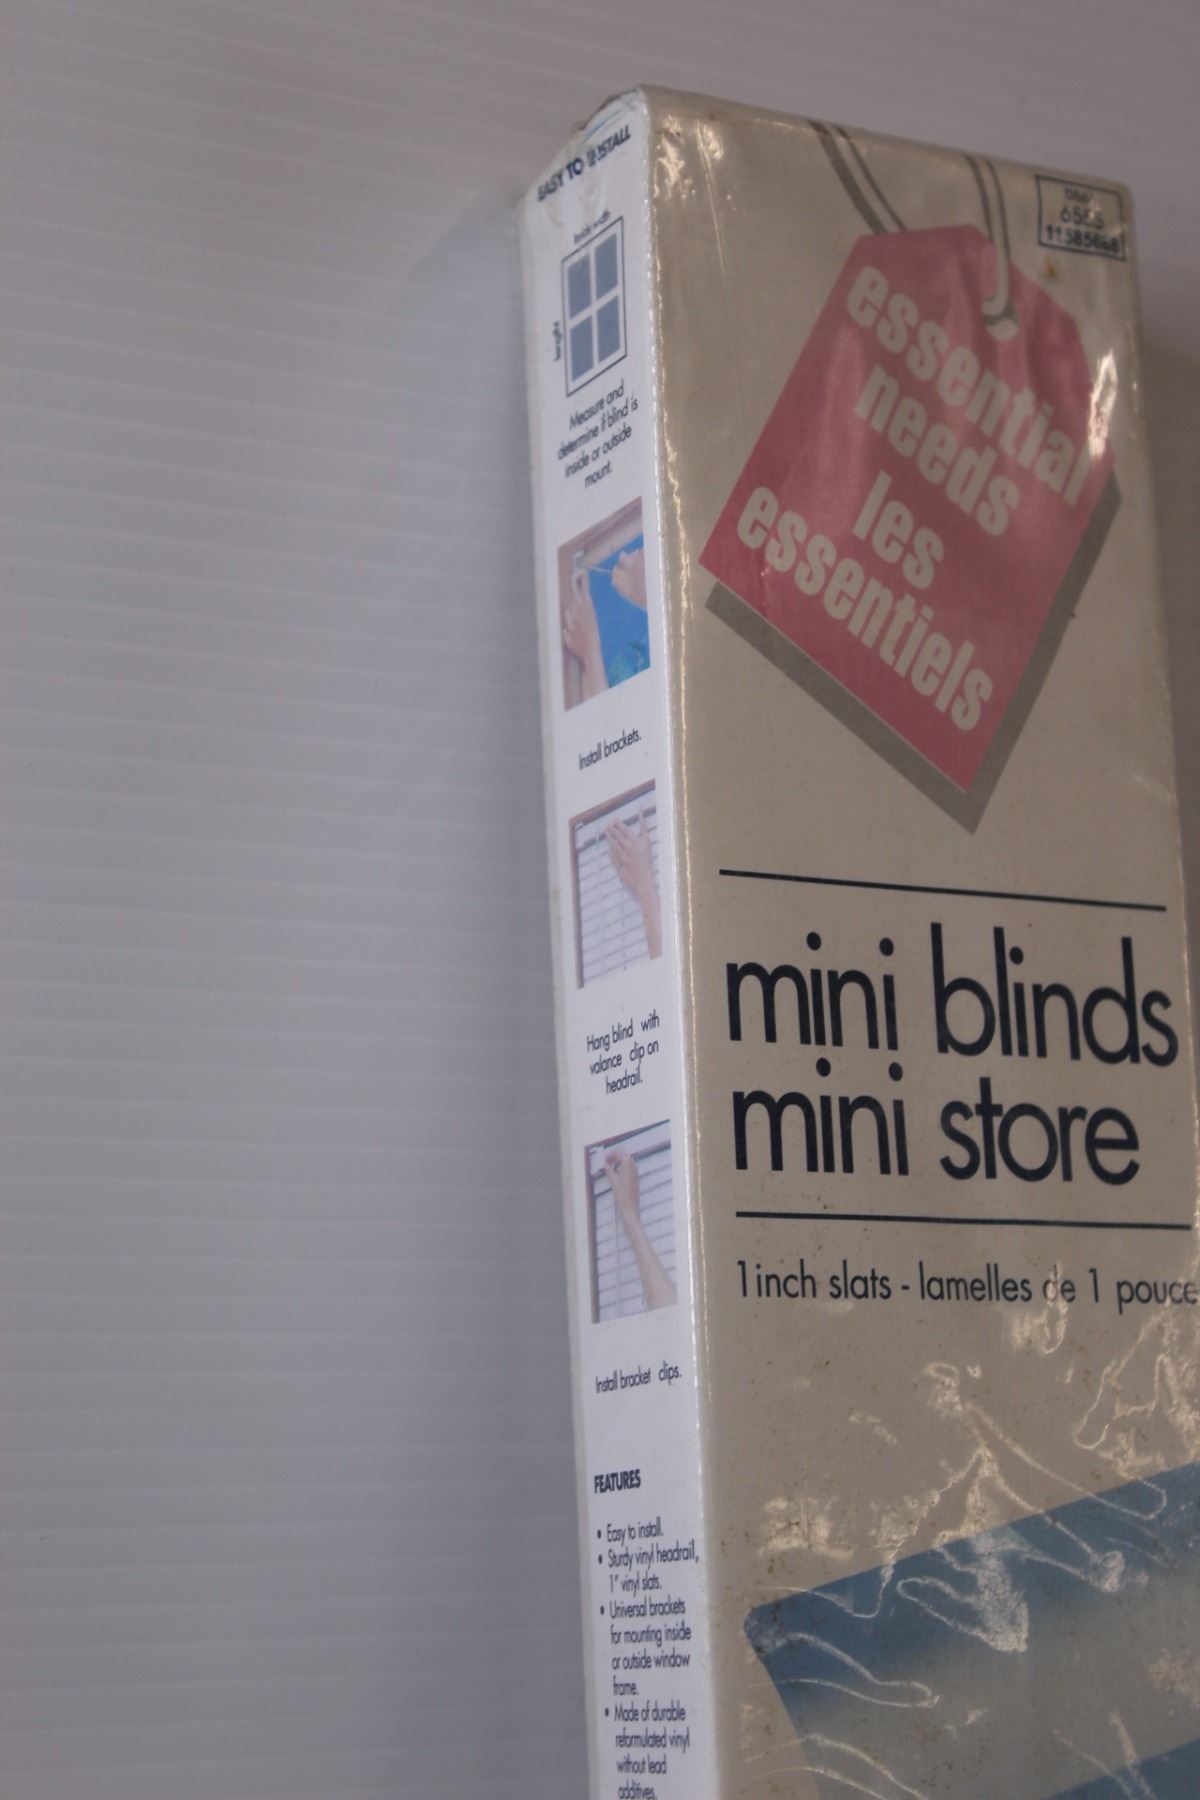 EASY TO INSTALL
Inside width
length
Measure and
determine if blind is
inside or outside
mount.
Install brackets.
Hang blind with
valance clip on
headrail.
Install bracket clips.
FEATURES
• Easy to install.
• Sturdy vinyl headrail,
1" vinyl slats.
• Universal brackets
for mounting inside
or outside window
frame.
• Made of durable
reformulated vinyl
without lead
additives.
essential
needs
les
essentiels
mini blinds
mini store
1 inch slats - lamelles de 1 pouce